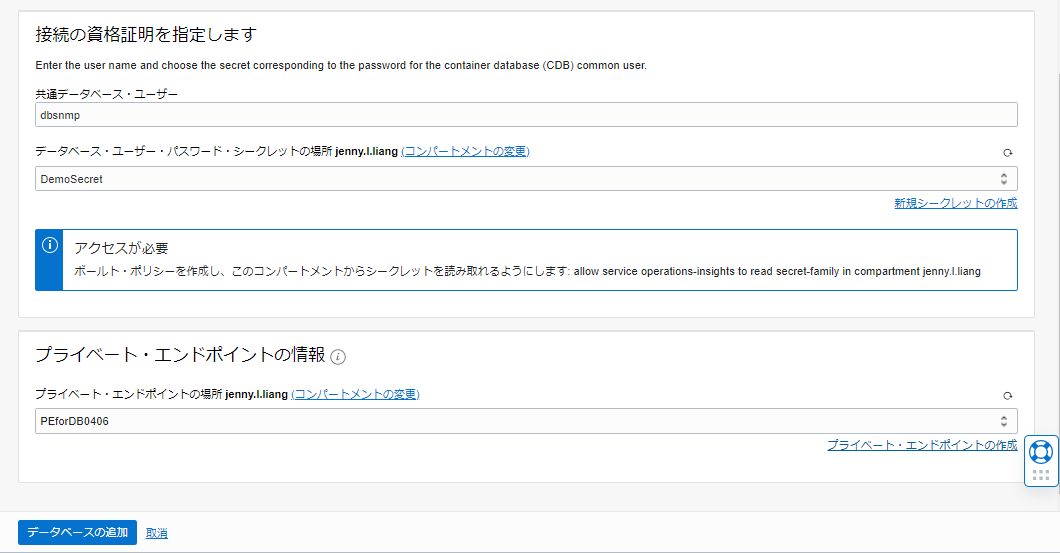 接続の資格証明を指定します
Enter the user name and choose the secret corresponding to the password for the container database (CDB) common user.
共通データベース・ユーザー
dbsnmp
データベース・ユーザー・パスワード・シークレットの場所 jenny.l.liang (コンパートメントの変更)
DemoSecret
新規シークレットの作成
アクセスが必要
ボールト・ポリシーを作成し、このコンパートメントからシークレットを読み取れるようにします: allow service operations-insights to read secret-family in compartment jenny.l.liang
プライベート・エンドポイントの情報
プライベート・エンドポイントの場所 jenny.l.liang (コンパートメントの変更)
PEforDB0406
プライベート・エンドポイントの作成
データベースの追加 取消